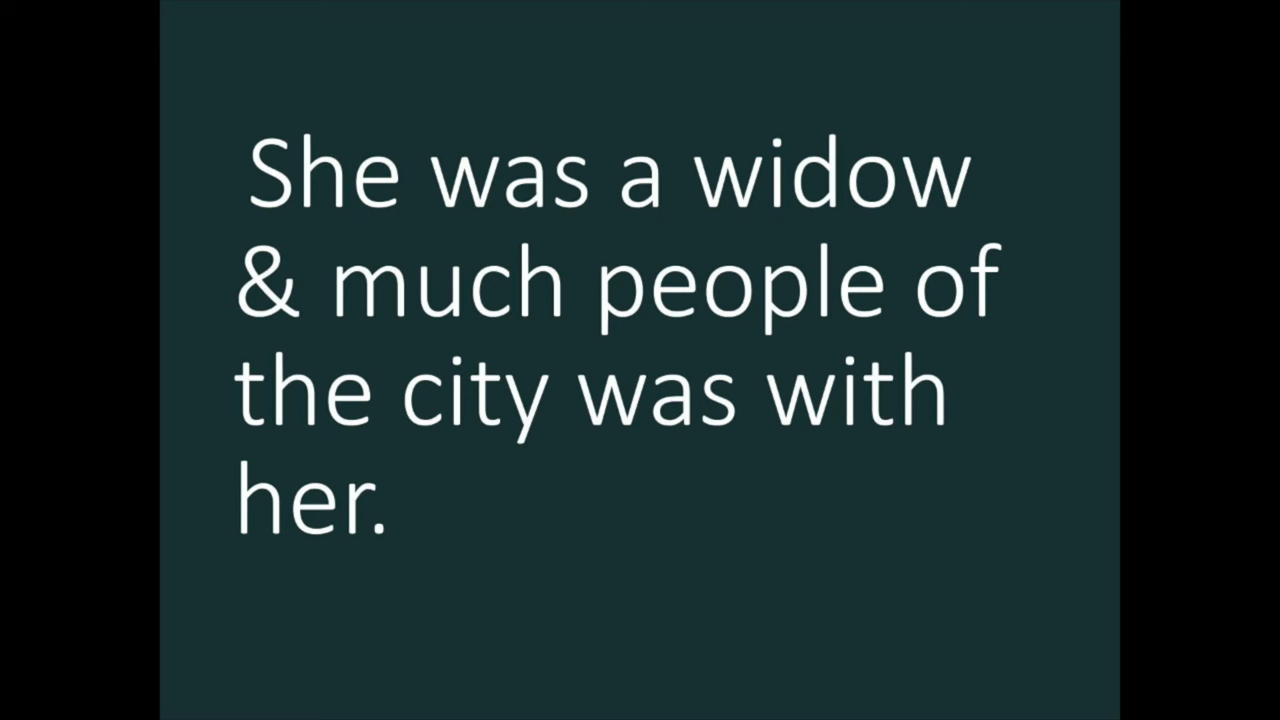 She was a widow
& much people of
the city was with
her.